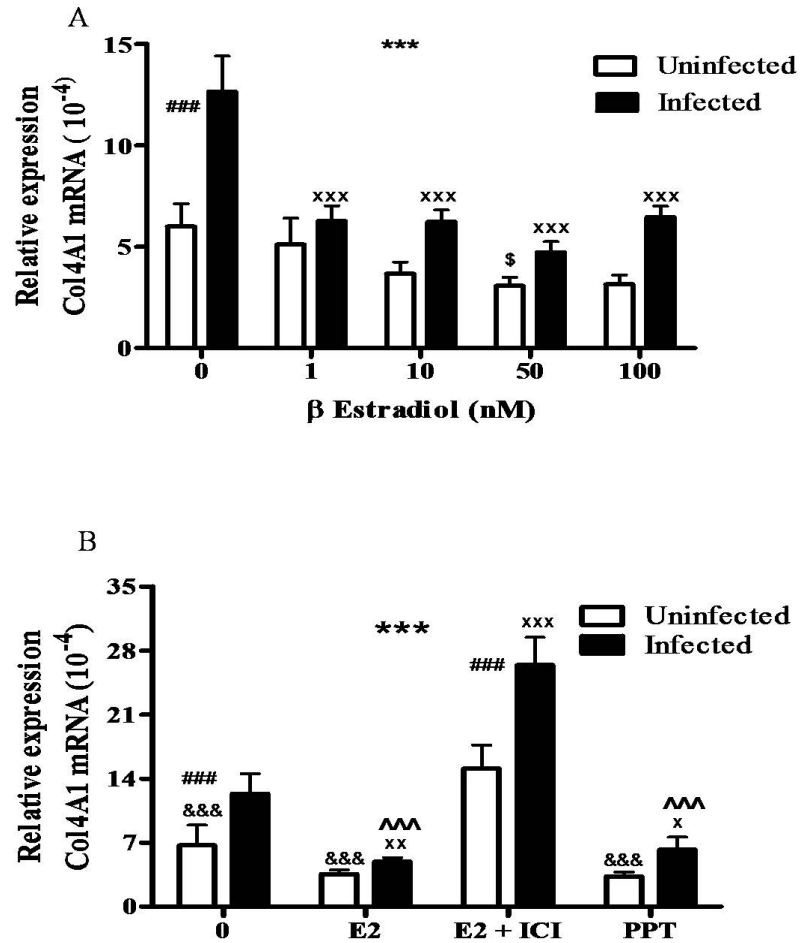 A
15
***
Uninfected
Infected
Relative expression
Col4A1 mRNA ( 10⁻⁴)
10
###
xxx
xxx
xxx
xxx
5
$
0
0 1 10 50 100
β Estradiol (nM)
B
35
Uninfected
Infected
Relative expression
Col4A1 mRNA (10⁻⁴)
***
xxx
28
###
21
14
###
&&&
^^^
xx
^^^
x
7
&&&
&&&
0
0 E2 E2 + ICI PPT